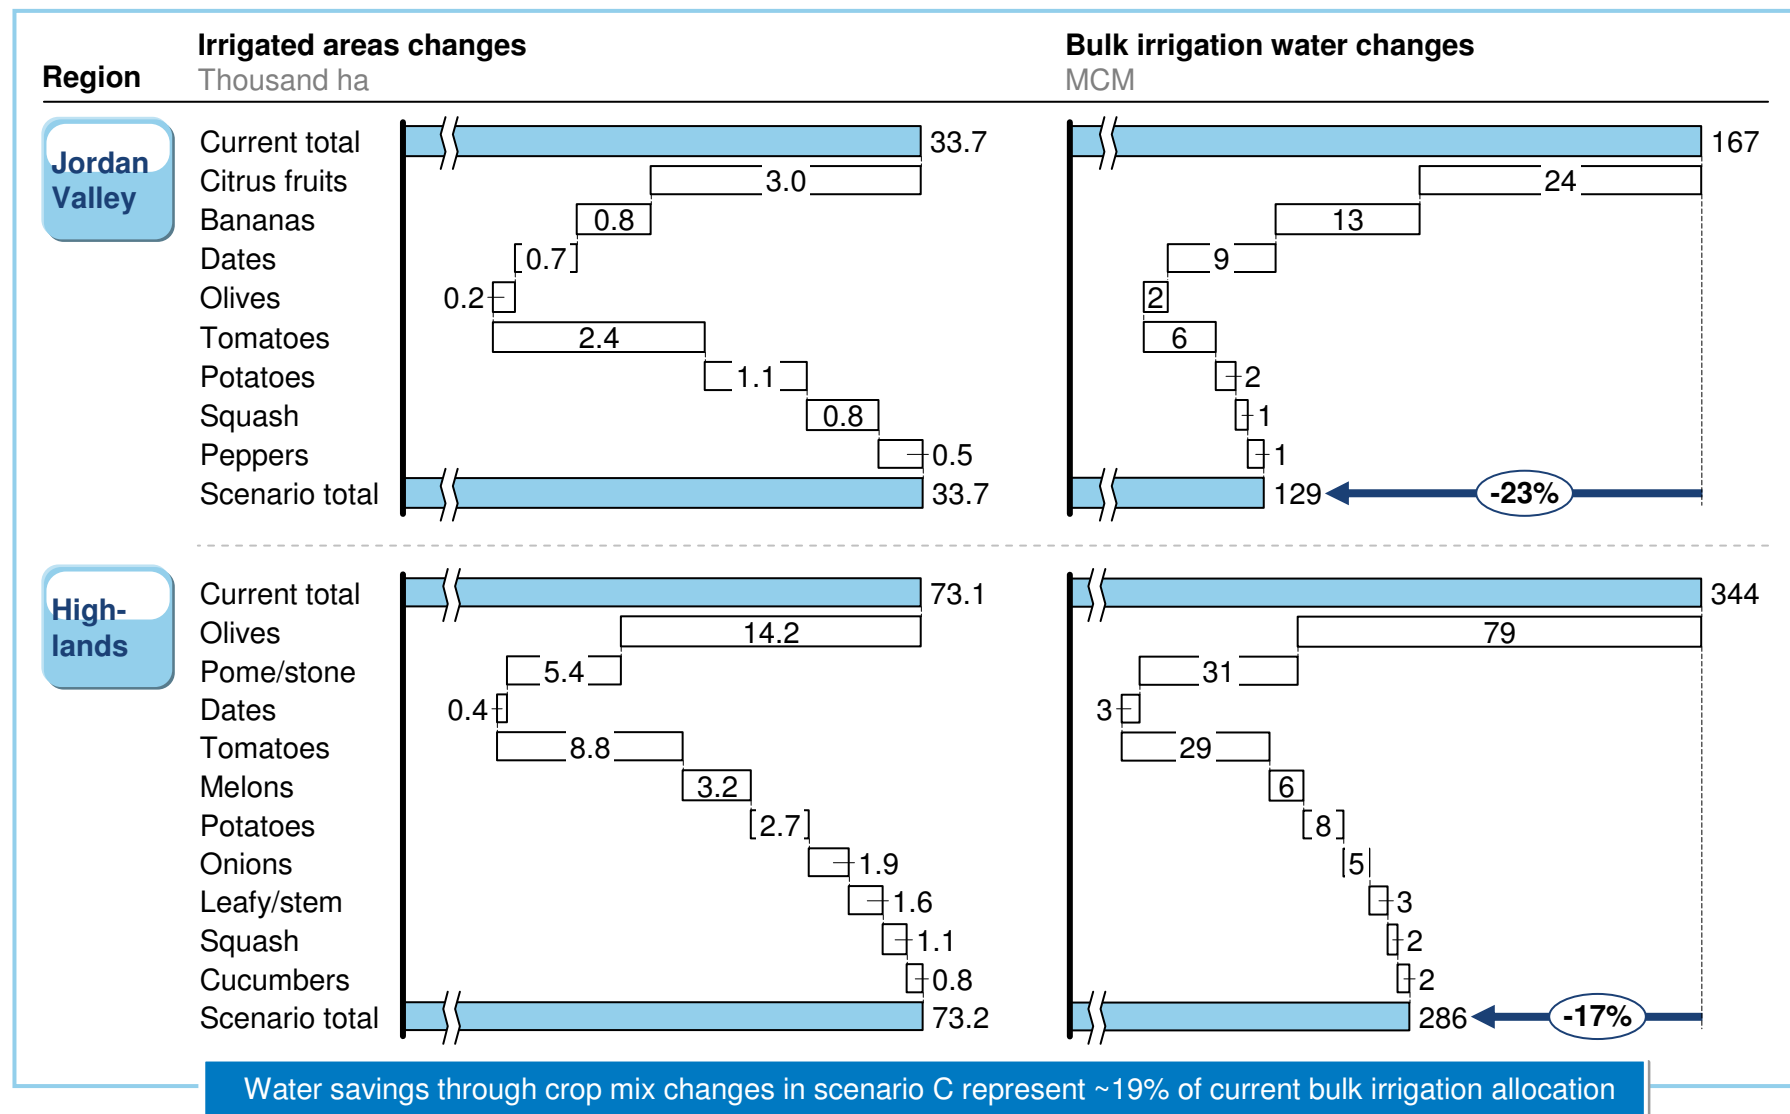 Irrigated areas changes
Bulk irrigation water changes
Region
Thousand ha
MCM
Jordan
Valley
Current total 33.7 167
Citrus fruits 3.0 24
Bananas 0.8 13
Dates 0.7 9
Olives 0.2 2
Tomatoes 2.4 6
Potatoes 1.1 2
Squash 0.8 1
Peppers 0.5 1
Scenario total 33.7 129 -23%
High-
lands
Current total 73.1 344
Olives 14.2 79
Pome/stone 5.4 31
Dates 0.4 3
Tomatoes 8.8 29
Melons 3.2 6
Potatoes 2.7 8
Onions 1.9 5
Leafy/stem 1.6 3
Squash 1.1 2
Cucumbers 0.8 2
Scenario total 73.2 286 -17%
Water savings through crop mix changes in scenario C represent ~19% of current bulk irrigation allocation